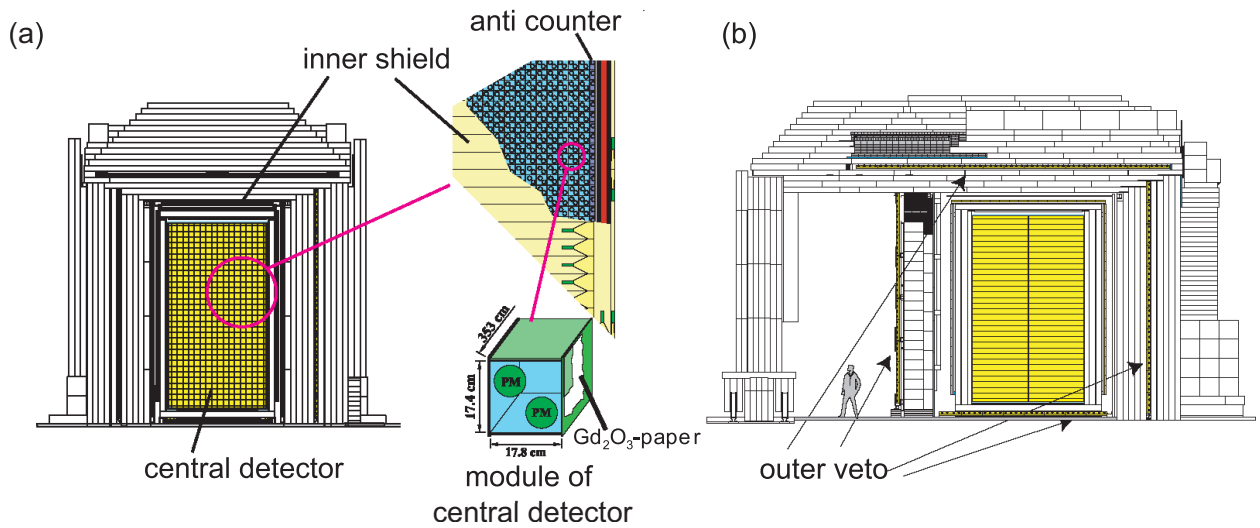 (a)
inner shield
anti counter
(b)
353 cm
17.4 cm
PM
PM
17.8 cm
Gd₂O₃-paper
central detector
module of
central detector
outer veto